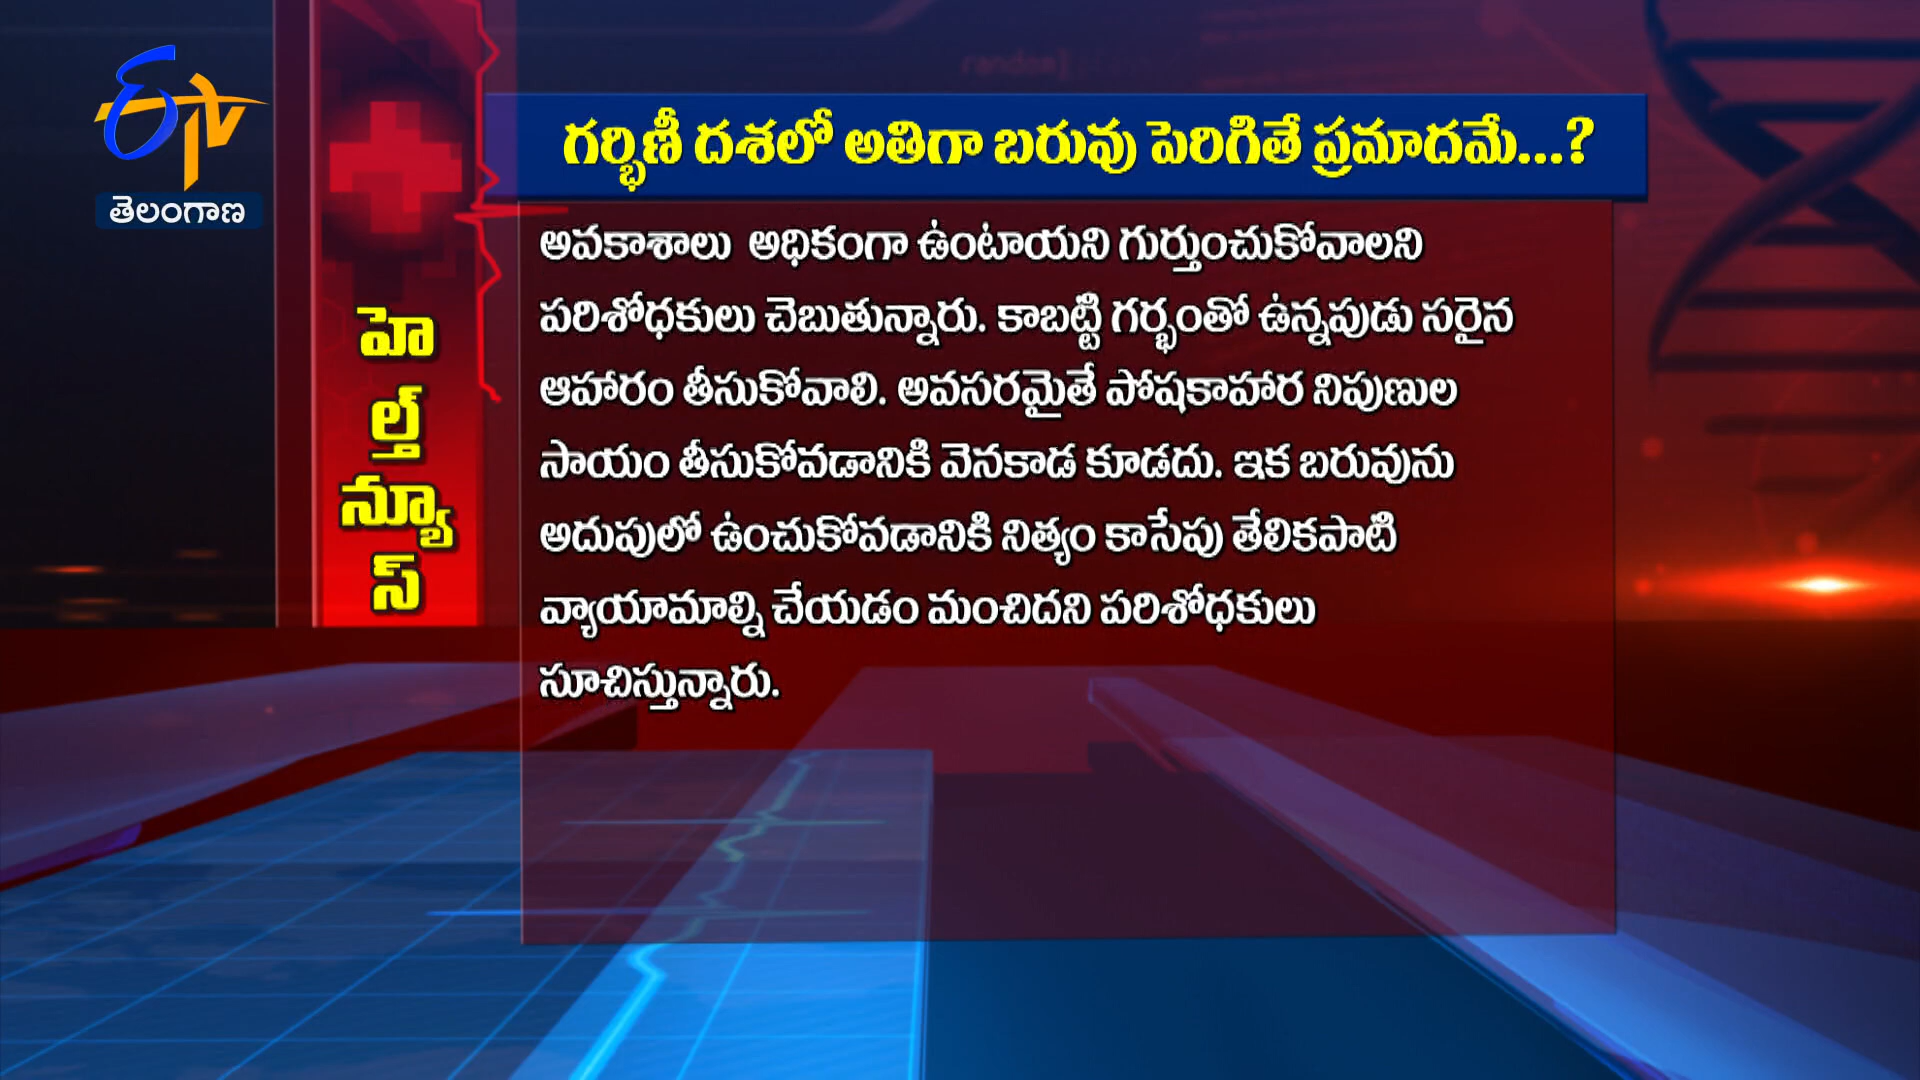 ETV
తెలంగాణ
హెల్త్ న్యూస్
గర్భిణీ దశలో అతిగా బరువు పెరిగితే ప్రమాదమే...?
అవకాశాలు అధికంగా ఉంటాయని గుర్తుంచుకోవాలని
పరిశోధకులు చెబుతున్నారు. కాబట్టి గర్భంతో ఉన్నపుడు సరైన
ఆహారం తీసుకోవాలి. అవసరమైతే పోషకాహార నిపుణుల
సాయం తీసుకోవడానికి వెనకాడ కూడదు. ఇక బరువును
అదుపులో ఉంచుకోవడానికి నిత్యం కాసేపు తేలికపాటి
వ్యాయామాల్ని చేయడం మంచిదని పరిశోధకులు
సూచిస్తున్నారు.